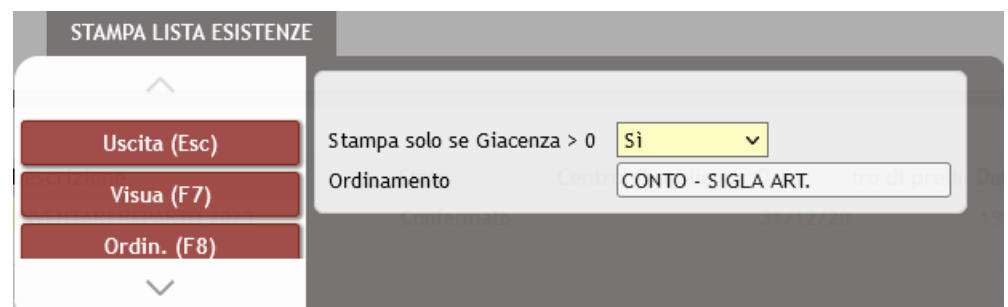 STAMPA LISTA ESISTENZE
Uscita (Esc)
Visua (F7)
Ordin. (F8)
Stampa solo se Giacenza > 0 Sì
Ordinamento CONTO - SIGLA ART.